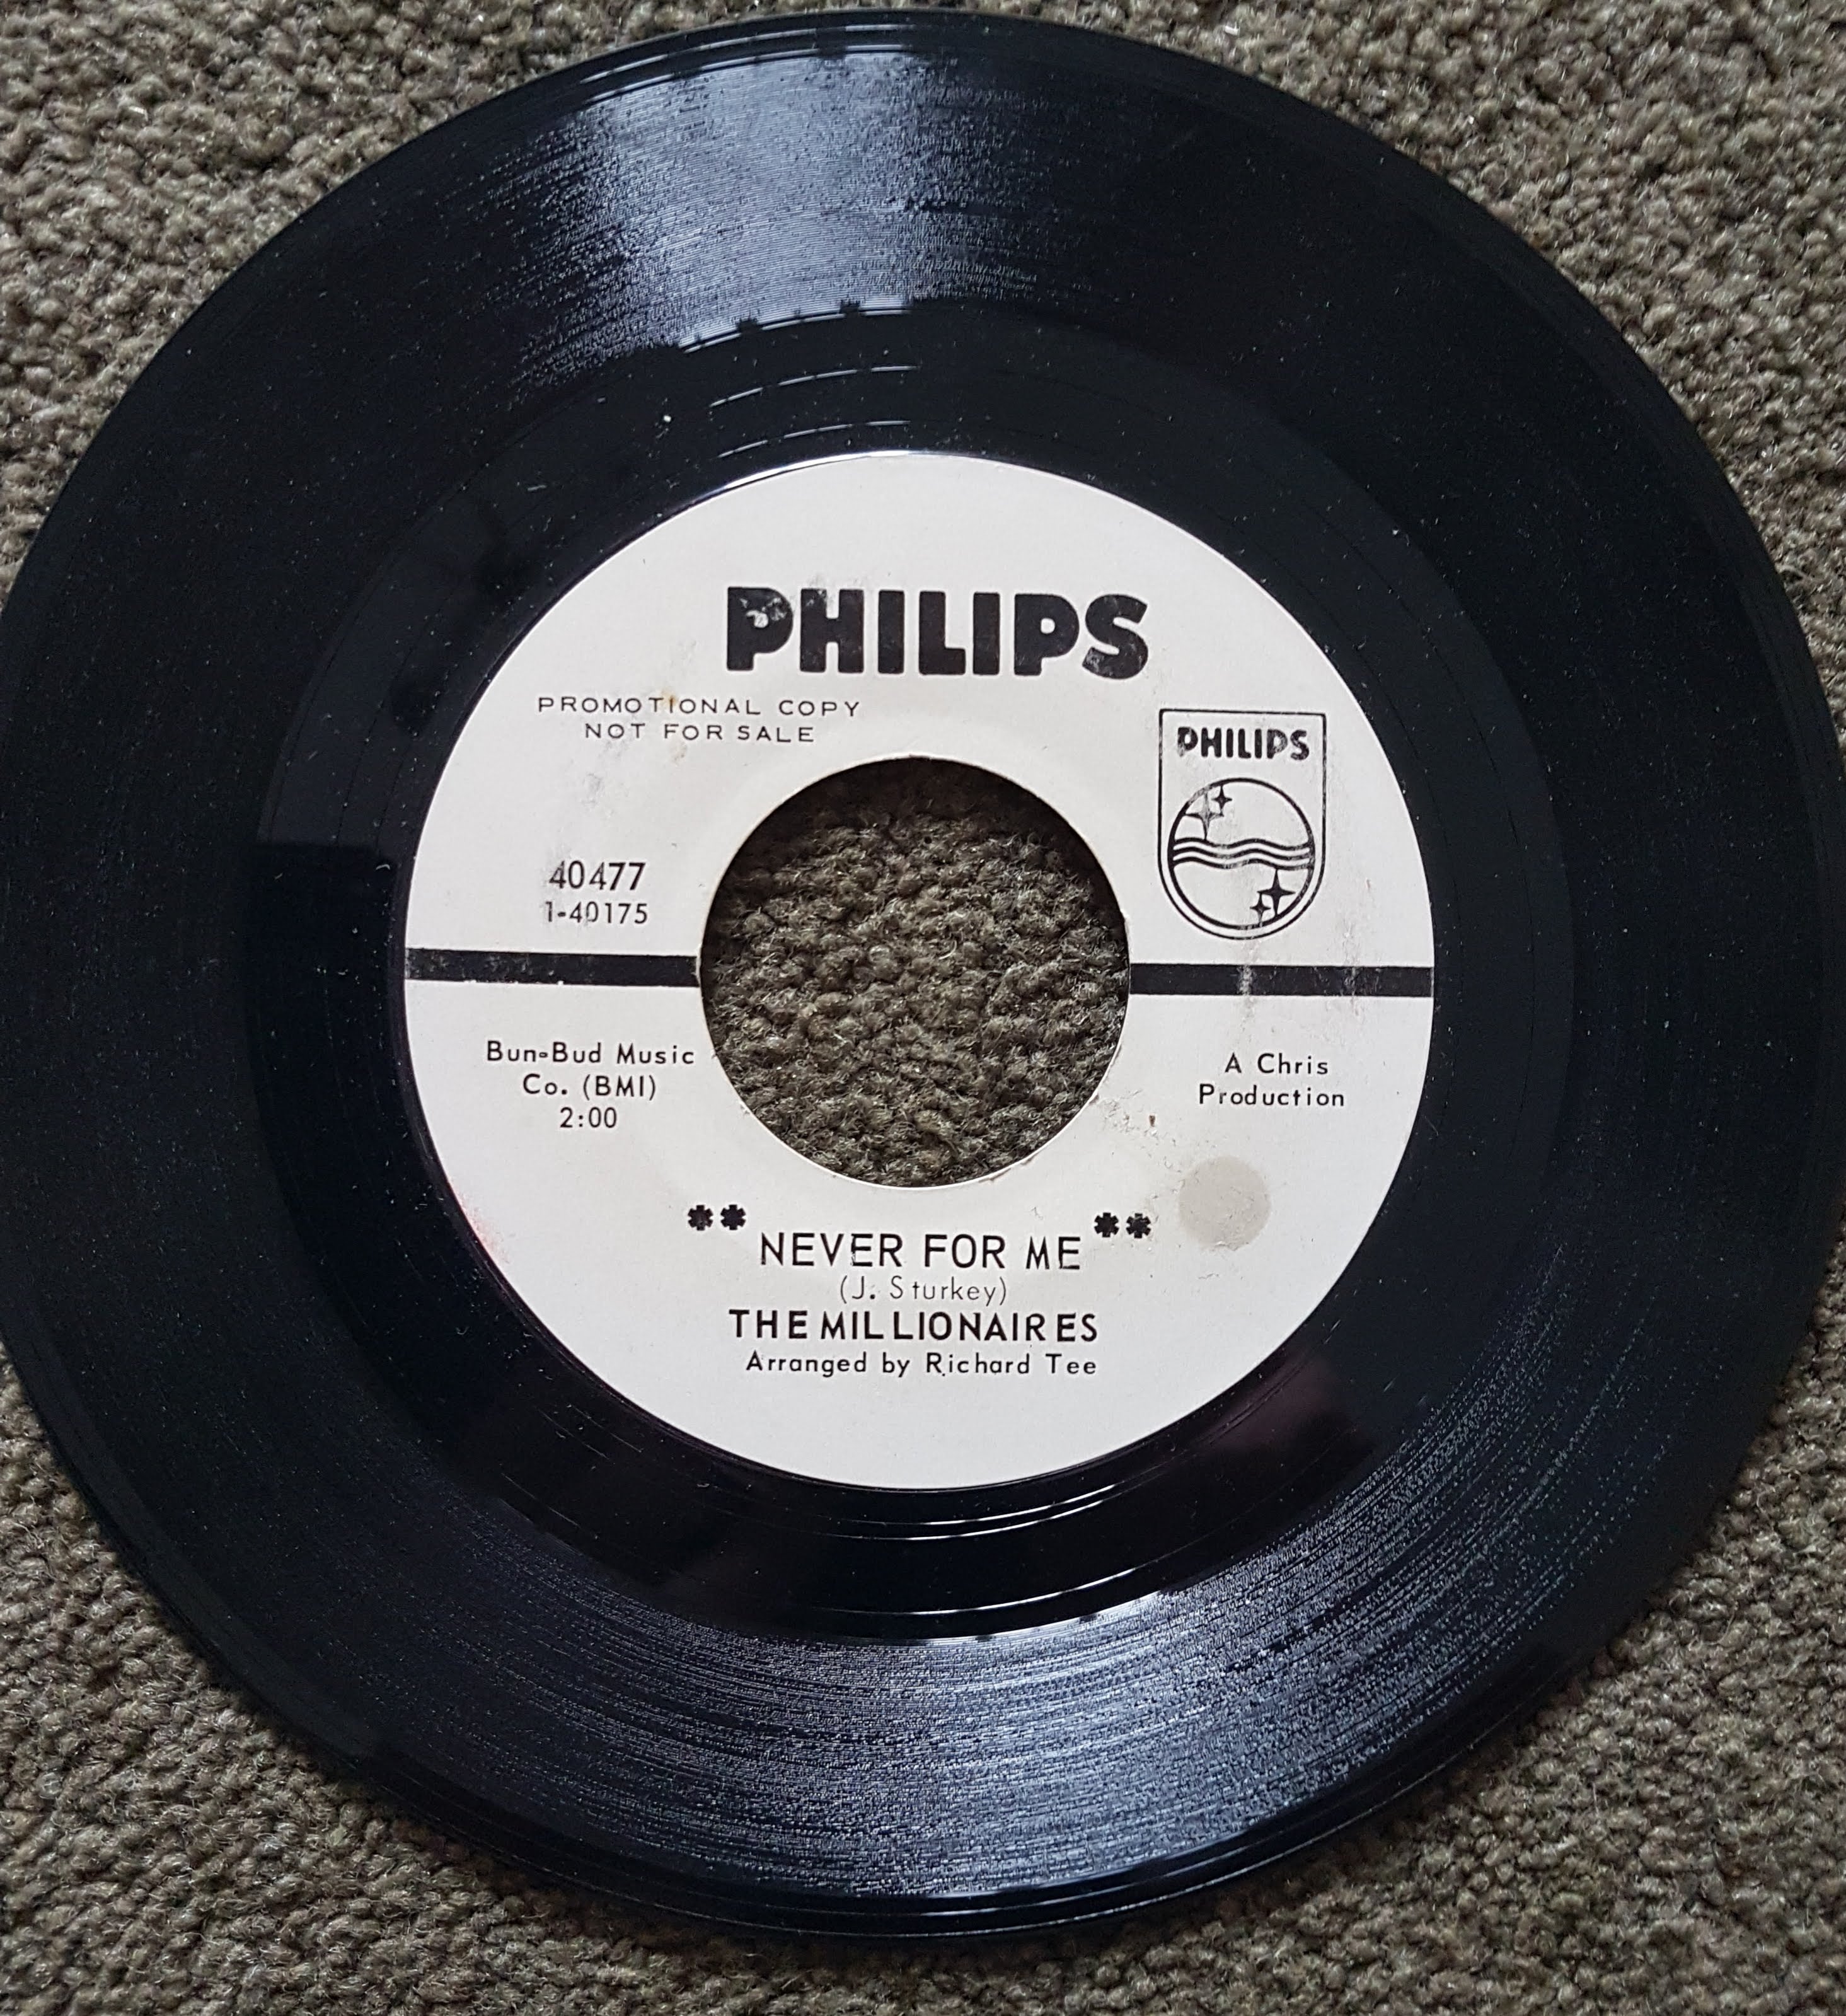 PHILIPS
PROMOTIONAL COPY
NOT FOR SALE
PHILIPS
40477
1-40175
Bun-Bud Music
Co. (BMI)
2:00
A Chris
Production
** NEVER FOR ME **
(J. Sturkey)
THE MILLIONAIRES
Arranged by Richard Tee